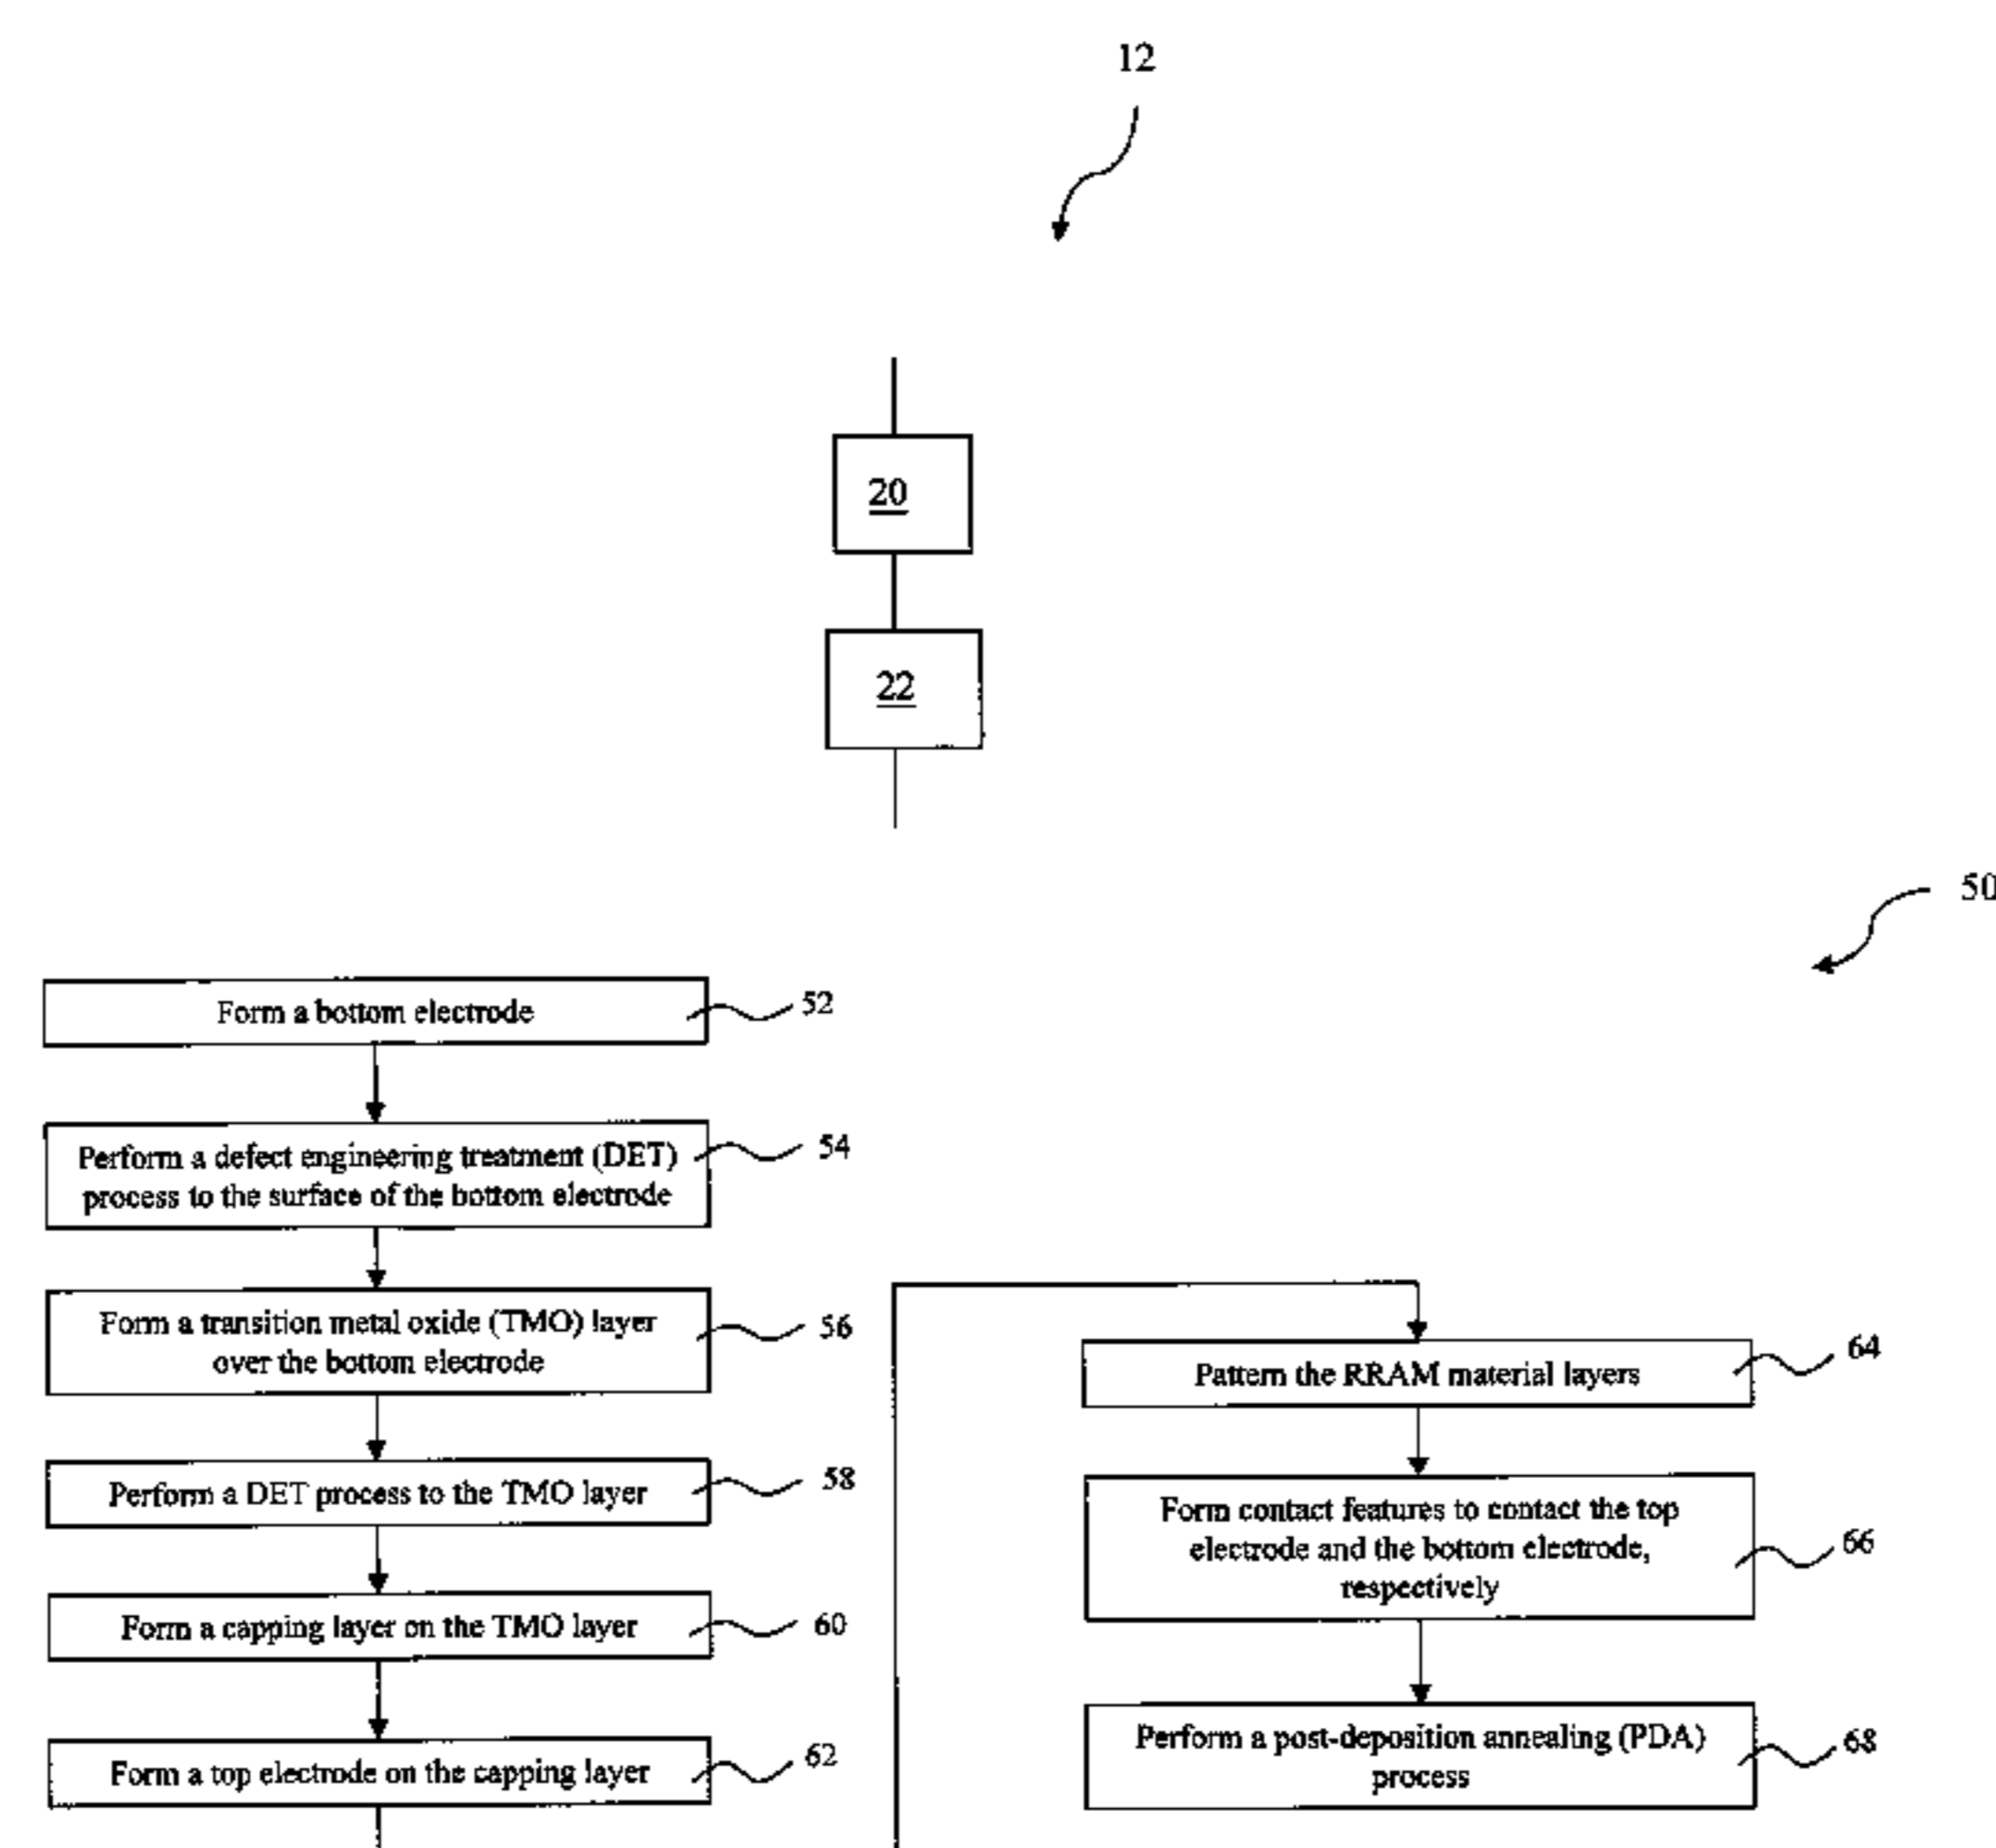 12
20
22
50
Form a bottom electrode
52
Perform a defect engineering treatment (DET)
process to the surface of the bottom electrode
54
Form a transition metal oxide (TMO) layer
over the bottom electrode
56
Perform a DET process to the TMO layer
58
Form a capping layer on the TMO layer
60
Form a top electrode on the capping layer
62
Pattern the RRAM material layers
64
Form contact features to contact the top
electrode and the bottom electrode,
respectively
66
Perform a post-deposition annealing (PDA)
process
68